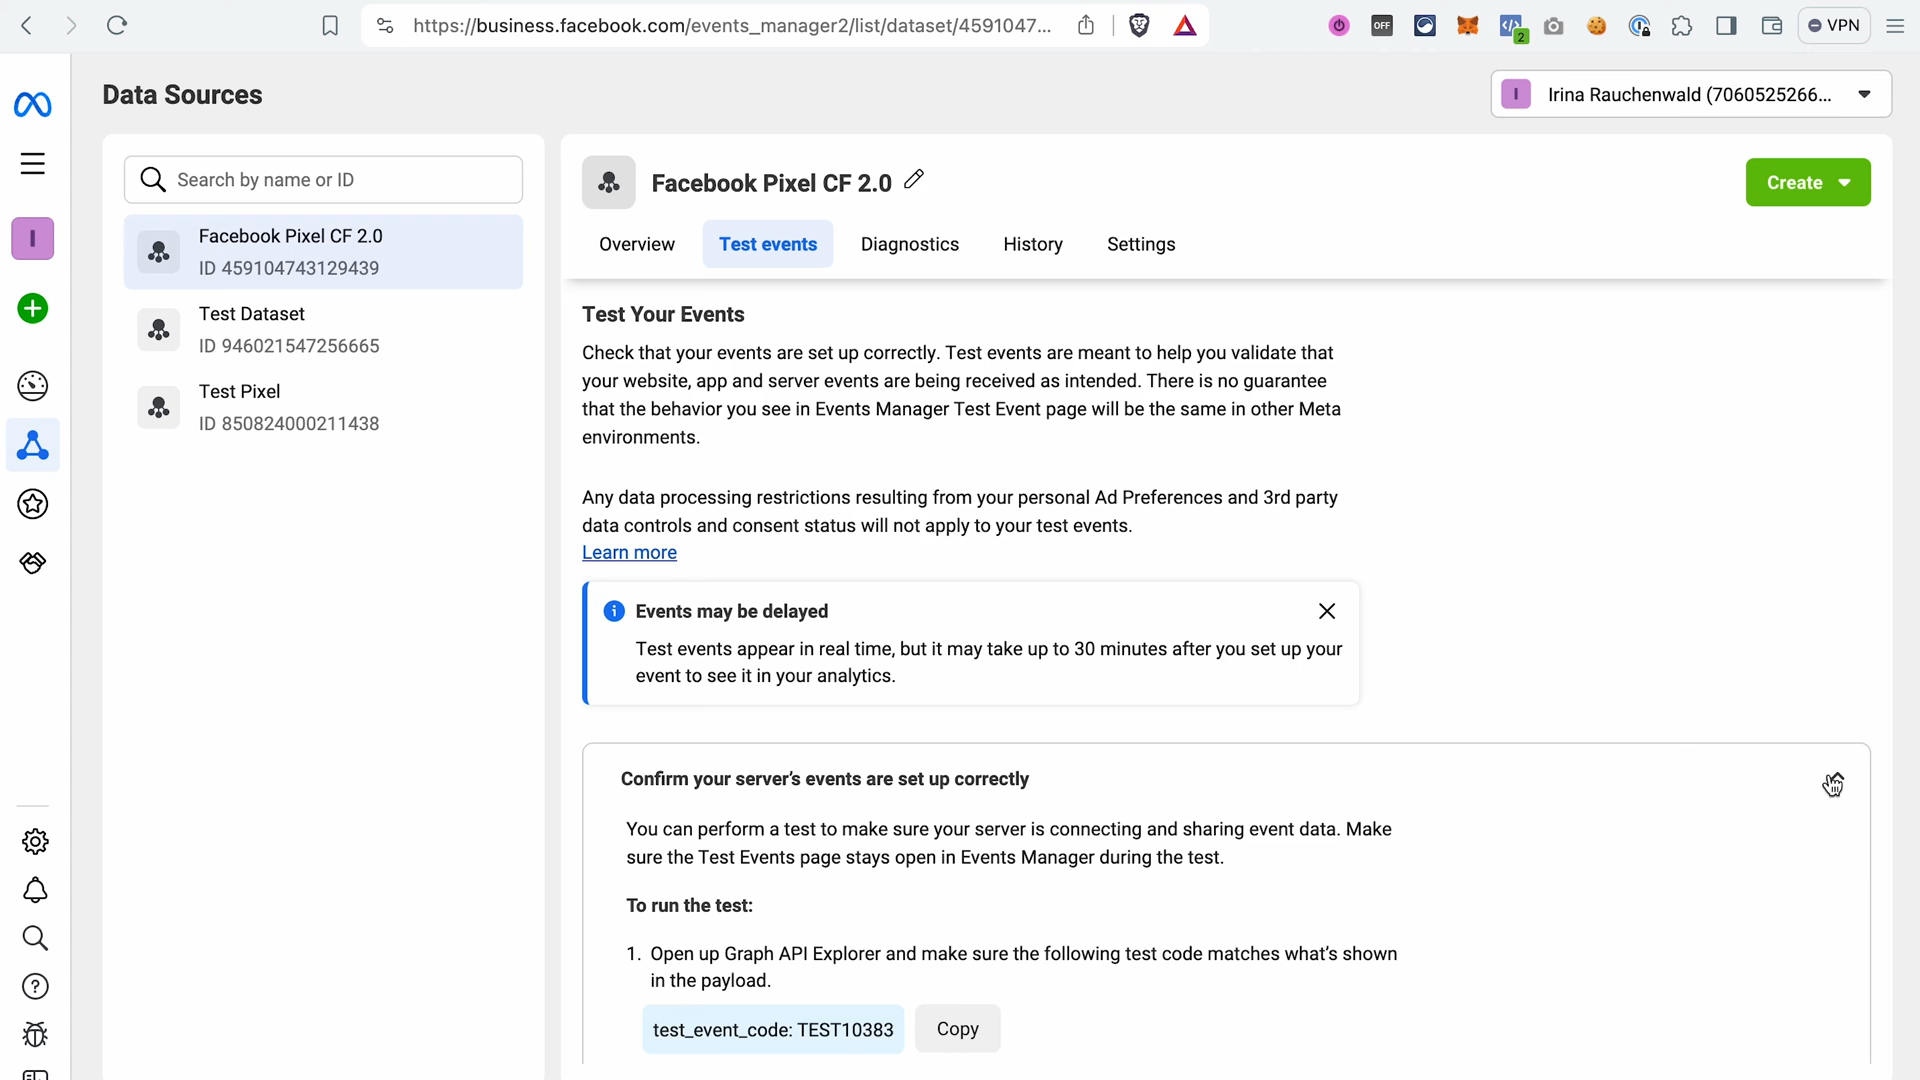 https://business.facebook.com/events_manager2/list/dataset/4591047...
OFF
2
VPN
Data Sources
I
Irina Rauchenwald (7060525266...
Search by name or ID
Facebook Pixel CF 2.0
Create
I
Facebook Pixel CF 2.0
ID 459104743129439
Overview
Test events
Diagnostics
History
Settings
Test Dataset
ID 946021547256665
Test Pixel
ID 850824000211438
Test Your Events
Check that your events are set up correctly. Test events are meant to help you validate that
your website, app and server events are being received as intended. There is no guarantee
that the behavior you see in Events Manager Test Event page will be the same in other Meta
environments.
Any data processing restrictions resulting from your personal Ad Preferences and 3rd party
data controls and consent status will not apply to your test events.
Learn more
Events may be delayed
Test events appear in real time, but it may take up to 30 minutes after you set up your
event to see it in your analytics.
Confirm your server’s events are set up correctly
You can perform a test to make sure your server is connecting and sharing event data. Make
sure the Test Events page stays open in Events Manager during the test.
To run the test:
1. Open up Graph API Explorer and make sure the following test code matches what’s shown
in the payload.
test_event_code: TEST10383
Copy